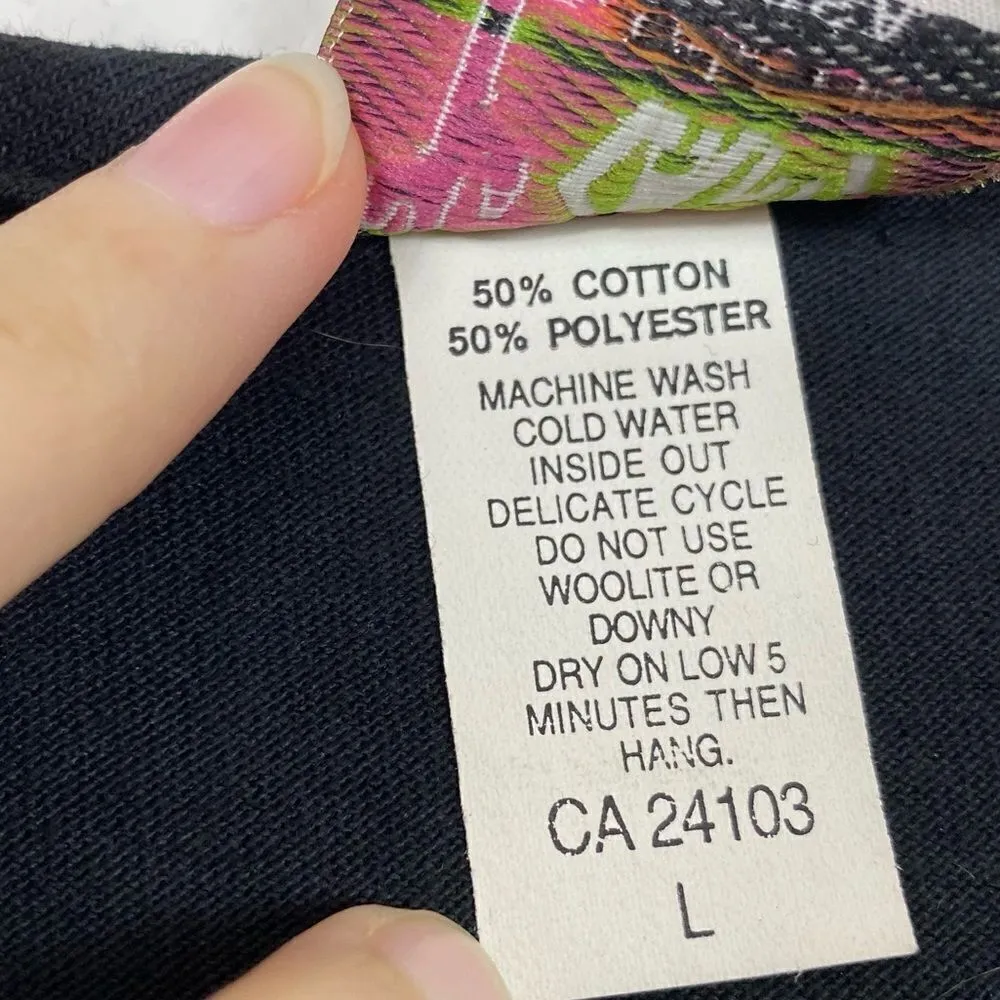 50% COTTON
50% POLYESTER
MACHINE WASH
COLD WATER
INSIDE OUT
DELICATE CYCLE
DO NOT USE
WOOLITE OR
DOWNY
DRY ON LOW 5
MINUTES THEN
HANG.
CA 24103
L